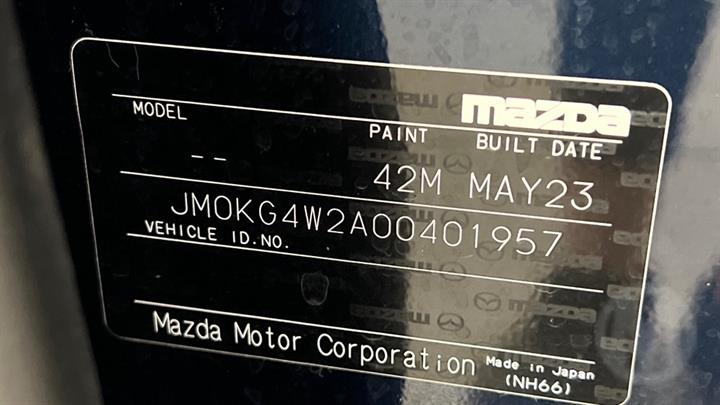 mazda
MODEL PAINT BUILT DATE
-- 42M MAY23
JM0KG4W2A00401957
VEHICLE ID.NO.
Mazda Motor Corporation Made in Japan
(NH66)